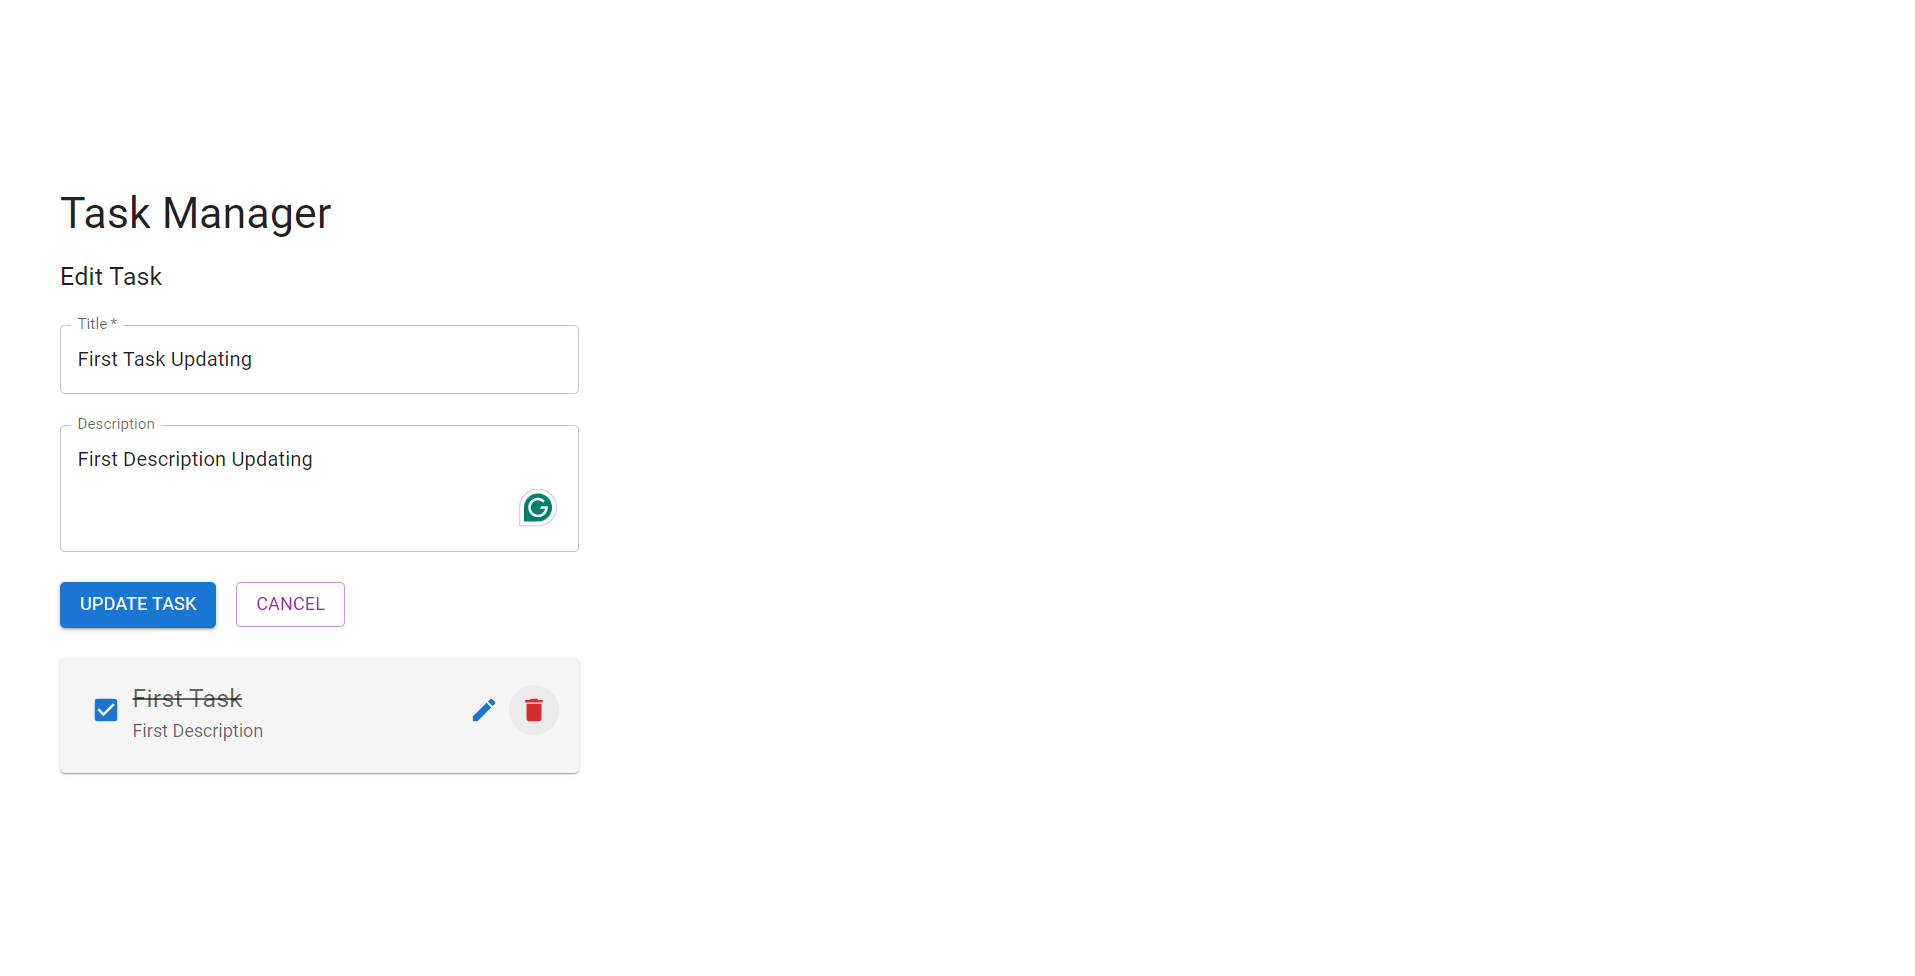 Task Manager
Edit Task
Title *
First Task Updating
Description
First Description Updating
UPDATE TASK
CANCEL
First Task
First Description